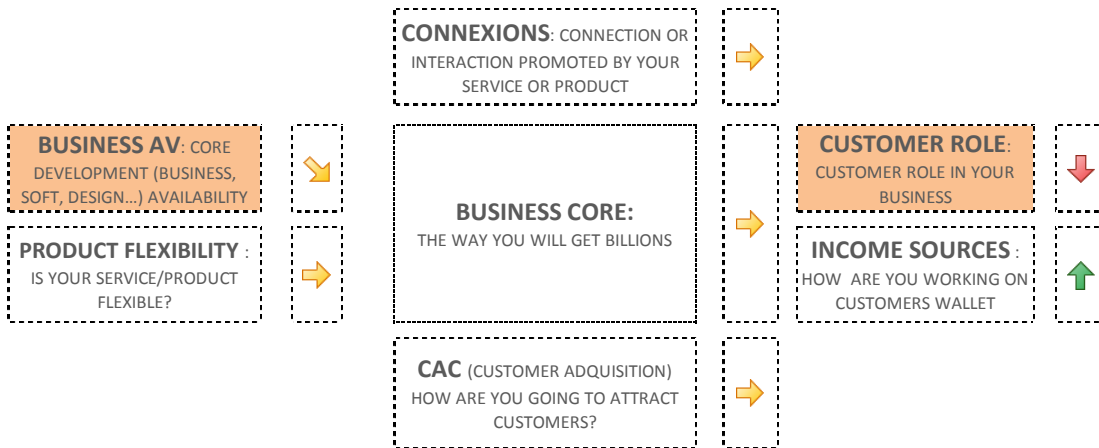 CONNEXIONS: CONNECTION OR
INTERACTION PROMOTED BY YOUR
SERVICE OR PRODUCT
BUSINESS AV: CORE
DEVELOPMENT (BUSINESS,
SOFT, DESIGN...) AVAILABILITY
PRODUCT FLEXIBILITY :
IS YOUR SERVICE/PRODUCT
FLEXIBLE?
BUSINESS CORE:
THE WAY YOU WILL GET BILLIONS
CUSTOMER ROLE:
CUSTOMER ROLE IN YOUR
BUSINESS
INCOME SOURCES :
HOW ARE YOU WORKING ON
CUSTOMERS WALLET
CAC (CUSTOMER ADQUISITION)
HOW ARE YOU GOING TO ATTRACT
CUSTOMERS?